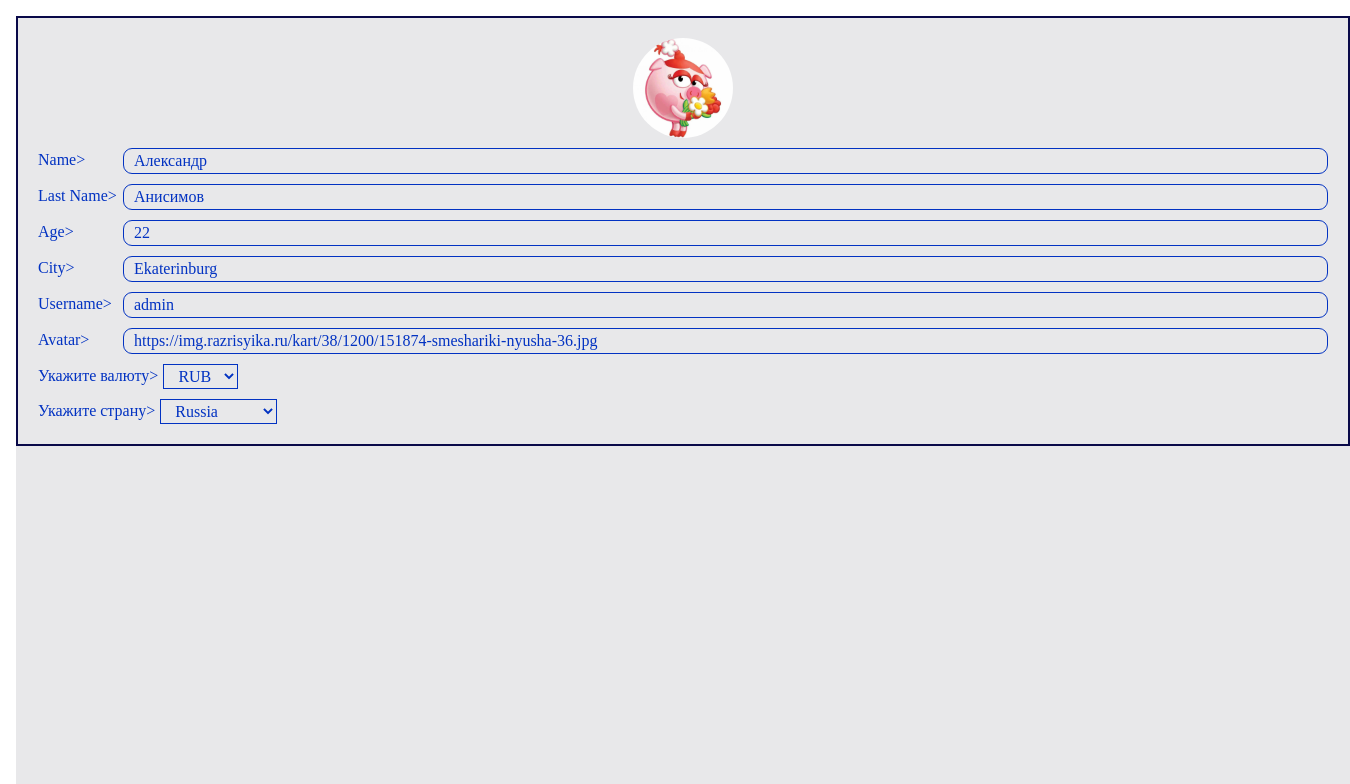 Name> Александр
Last Name> Анисимов
Age> 22
City> Ekaterinburg
Username> admin
Avatar> https://img.razrisyika.ru/kart/38/1200/151874-smeshariki-nyusha-36.jpg
Укажите валюту> RUB
Укажите страну> Russia